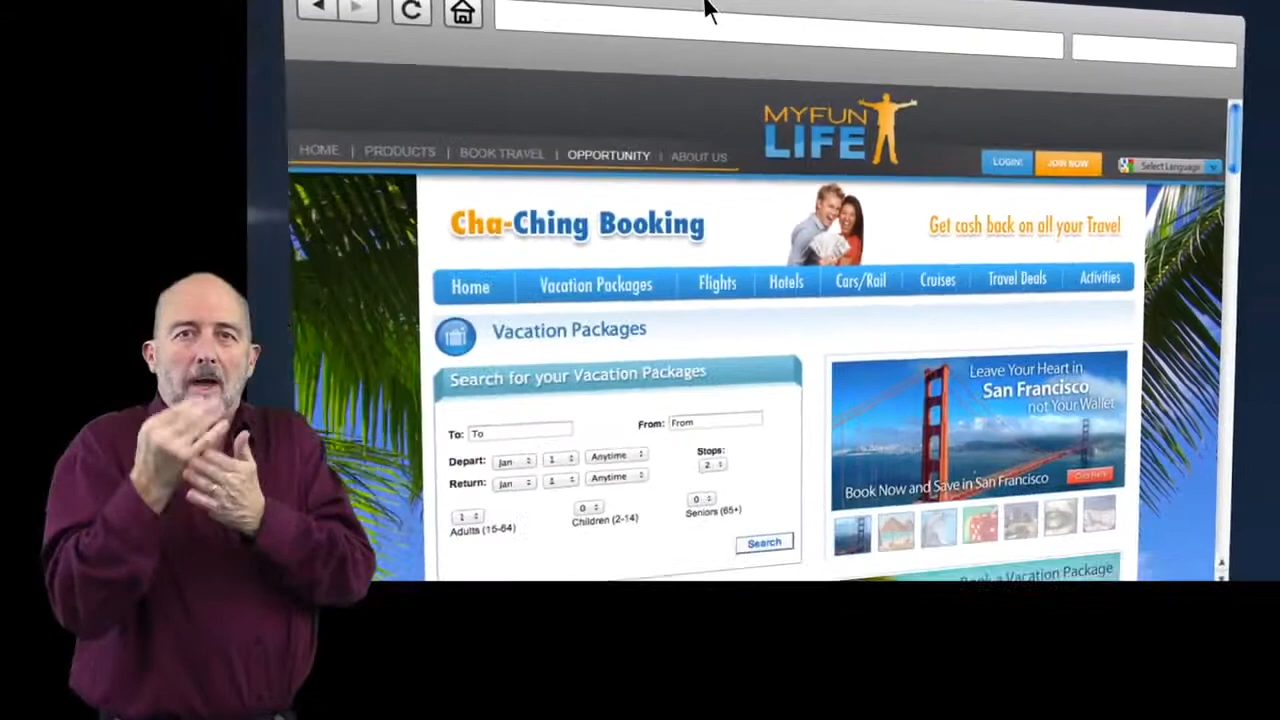 MYFUN
LIFE
HOME | PRODUCTS | BOOK TRAVEL | OPPORTUNITY | ABOUT US
LOGIN!
JOIN NOW
Select Language
Cha-Ching Booking
Get cash back on all your Travel
Home
Vacation Packages
Flights
Hotels
Cars/Rail
Cruises
Travel Deals
Activities
Vacation Packages
Search for your Vacation Packages
To: To
From: From
Depart: Jan 1 Anytime
Stops:
2
Return: Jan 1 Anytime
1
Adults (15-64)
0
Children (2-14)
0
Seniors (65+)
Search
Leave Your Heart in
San Francisco
not Your Wallet
Book Now and Save in San Francisco
Click Here
Book a Vacation Package